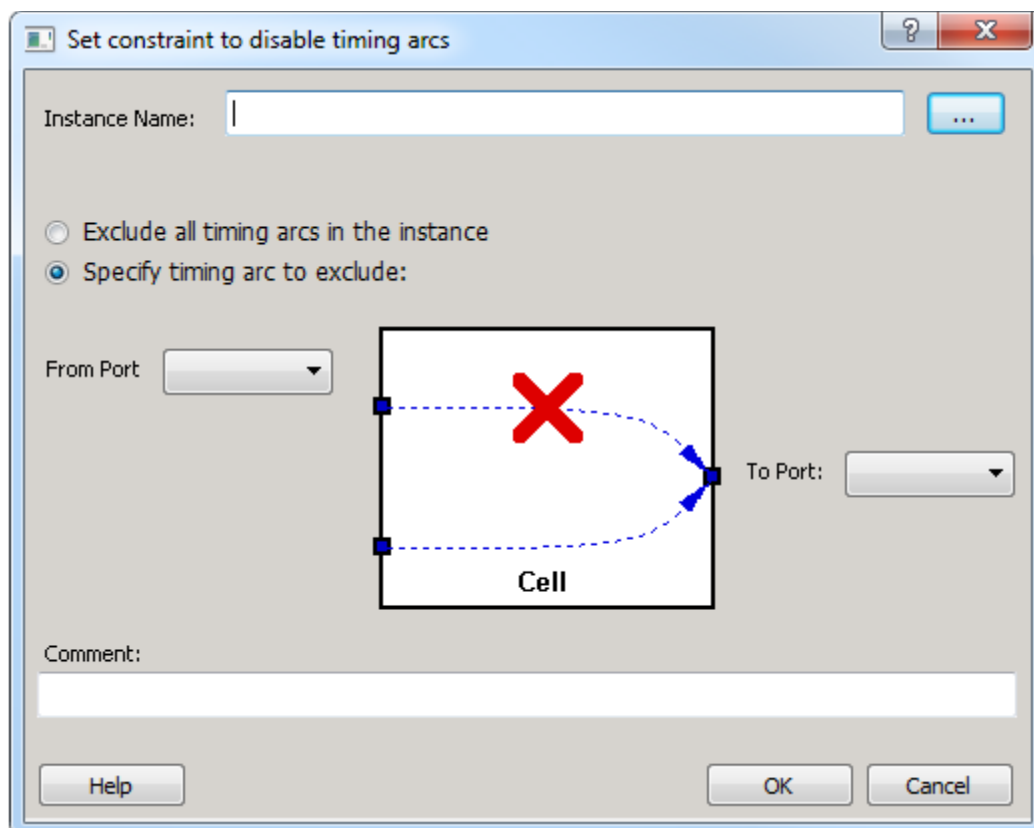 Set constraint to disable timing arcs
Instance Name:
...
Exclude all timing arcs in the instance
Specify timing arc to exclude:
From Port
To Port:
Cell
Comment:
Help OK Cancel